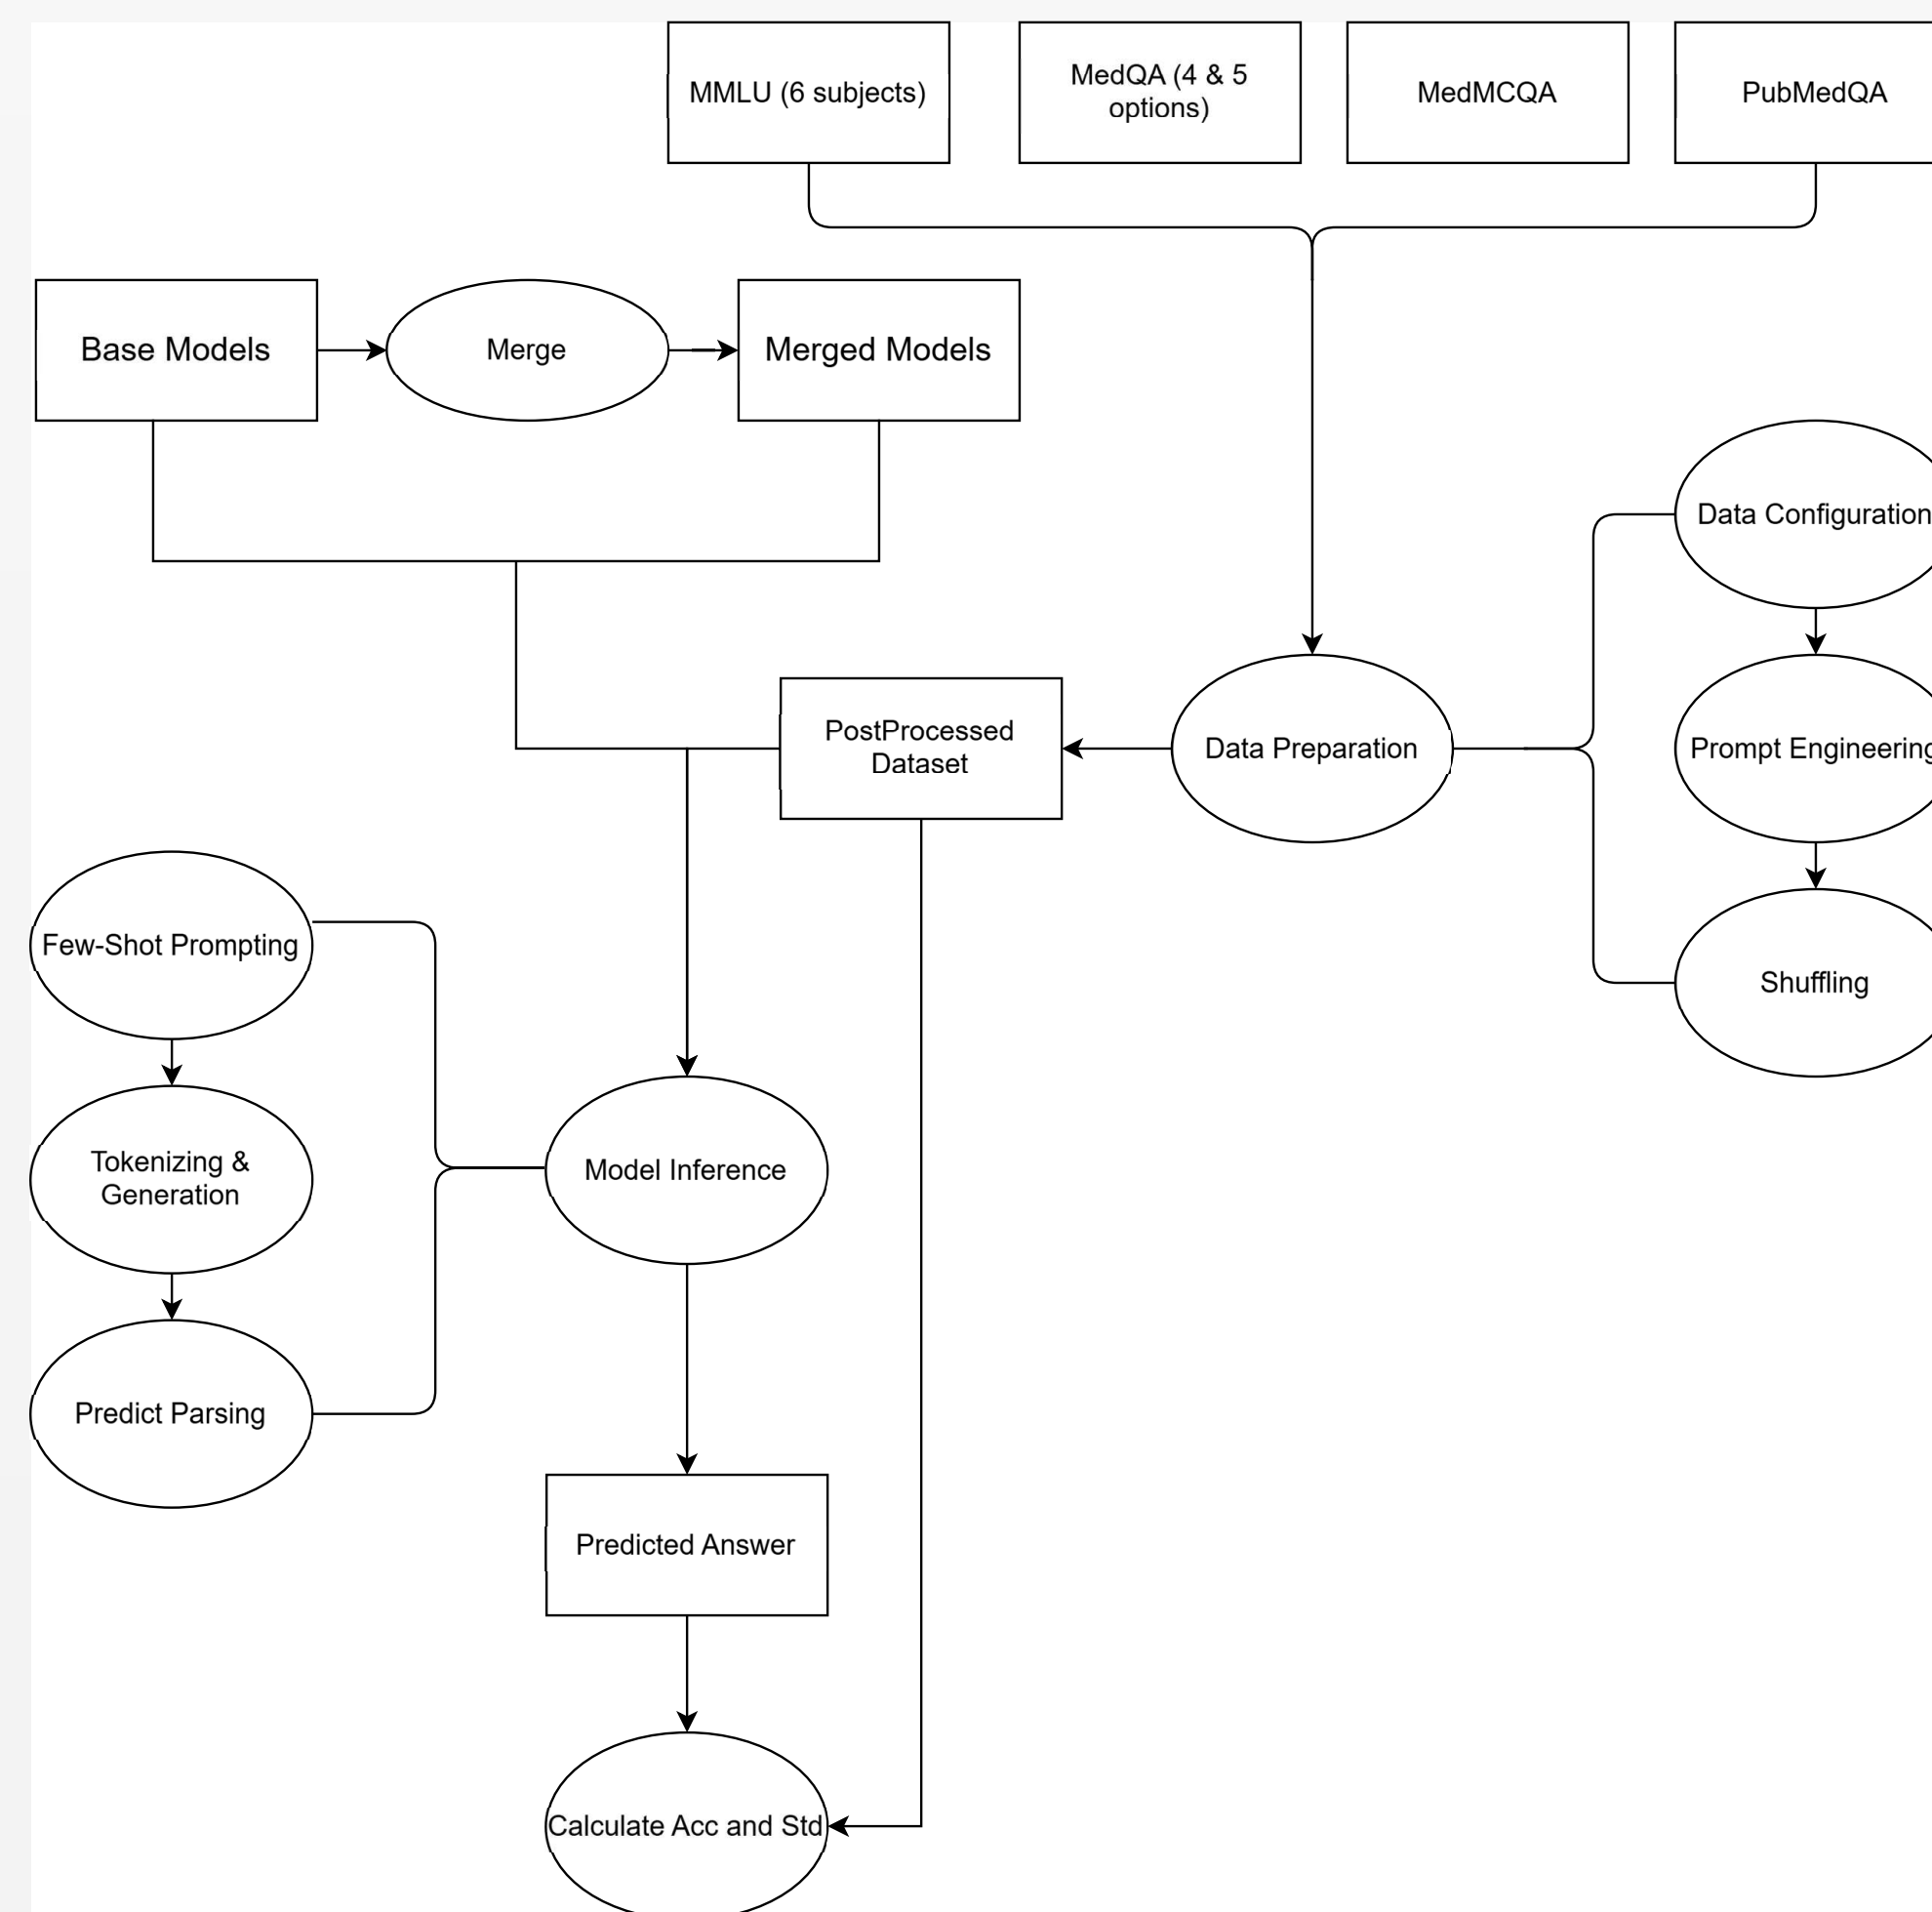 MMLU (6 subjects)
MedQA (4 & 5
options)
MedMCQA
PubMedQA
Base Models
Merge
Merged Models
Data Configuration
PostProcessed
Dataset
Data Preparation
Prompt Engineering
Few-Shot Prompting
Shuffling
Tokenizing &
Generation
Model Inference
Predict Parsing
Predicted Answer
Calculate Acc and Std